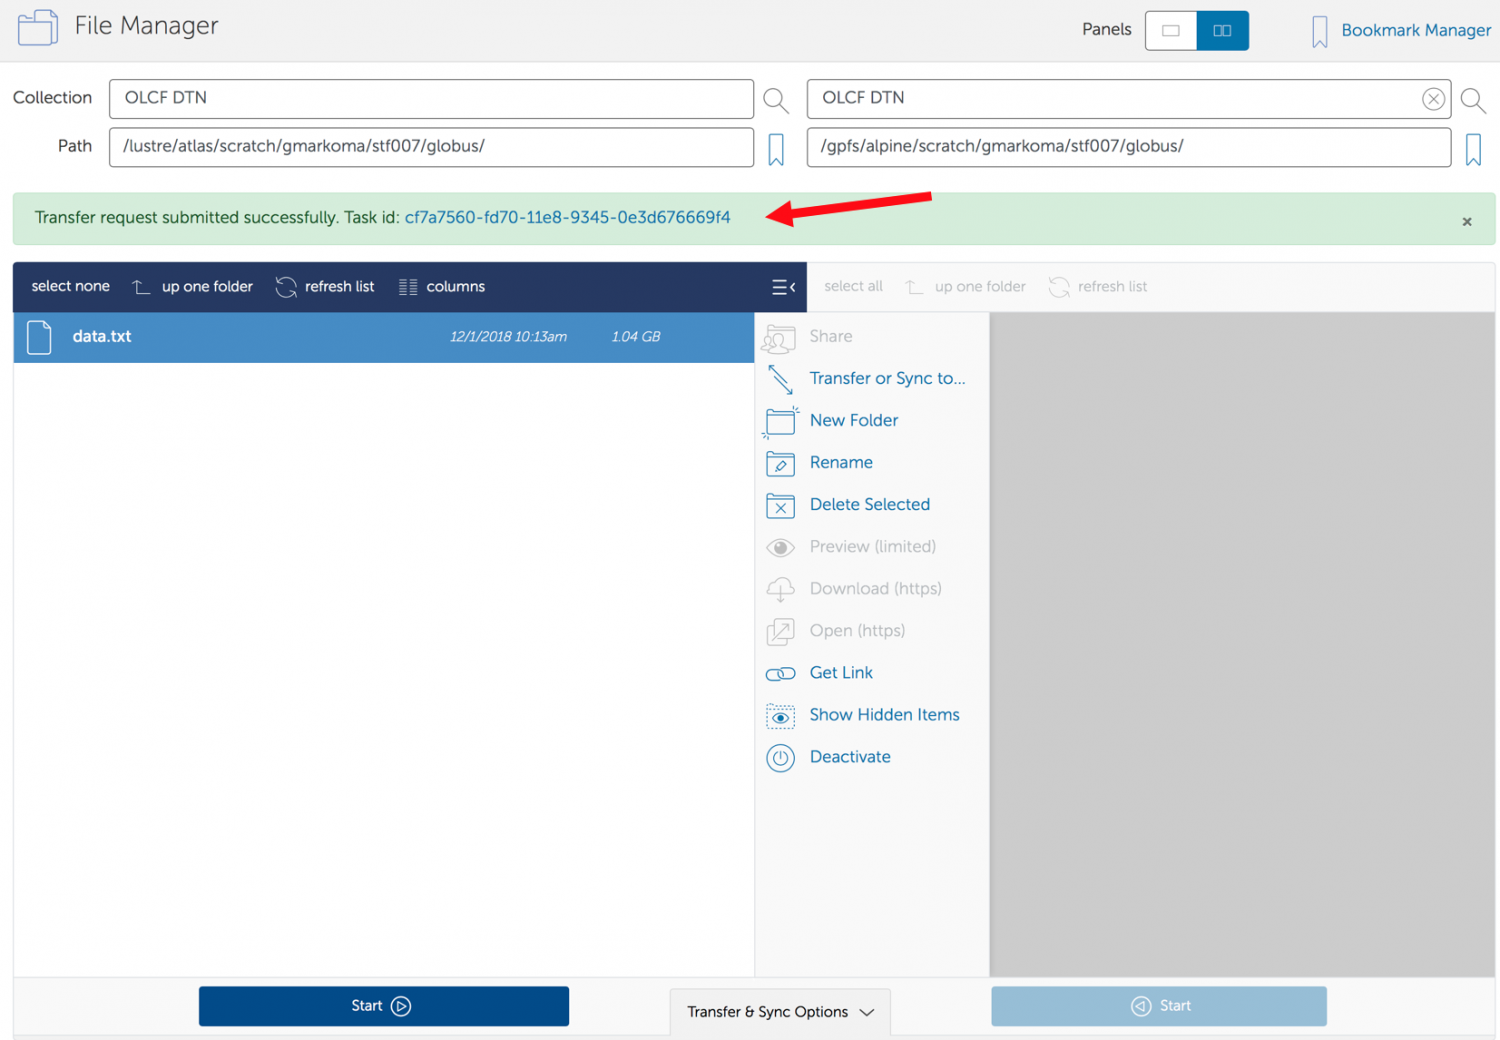 File Manager
Panels
Bookmark Manager
Collection
OLCF DTN
OLCF DTN
Path
/lustre/atlas/scratch/gmarkoma/stf007/globus/
/gpfs/alpine/scratch/gmarkoma/stf007/globus/
Transfer request submitted successfully. Task id: cf7a7560-fd70-11e8-9345-0e3d676669f4
select none
up one folder
refresh list
columns
select all
up one folder
refresh list
data.txt
12/1/2018 10:13am
1.04 GB
Share
Transfer or Sync to...
New Folder
Rename
Delete Selected
Preview (limited)
Download (https)
Open (https)
Get Link
Show Hidden Items
Deactivate
Start
Transfer & Sync Options
Start